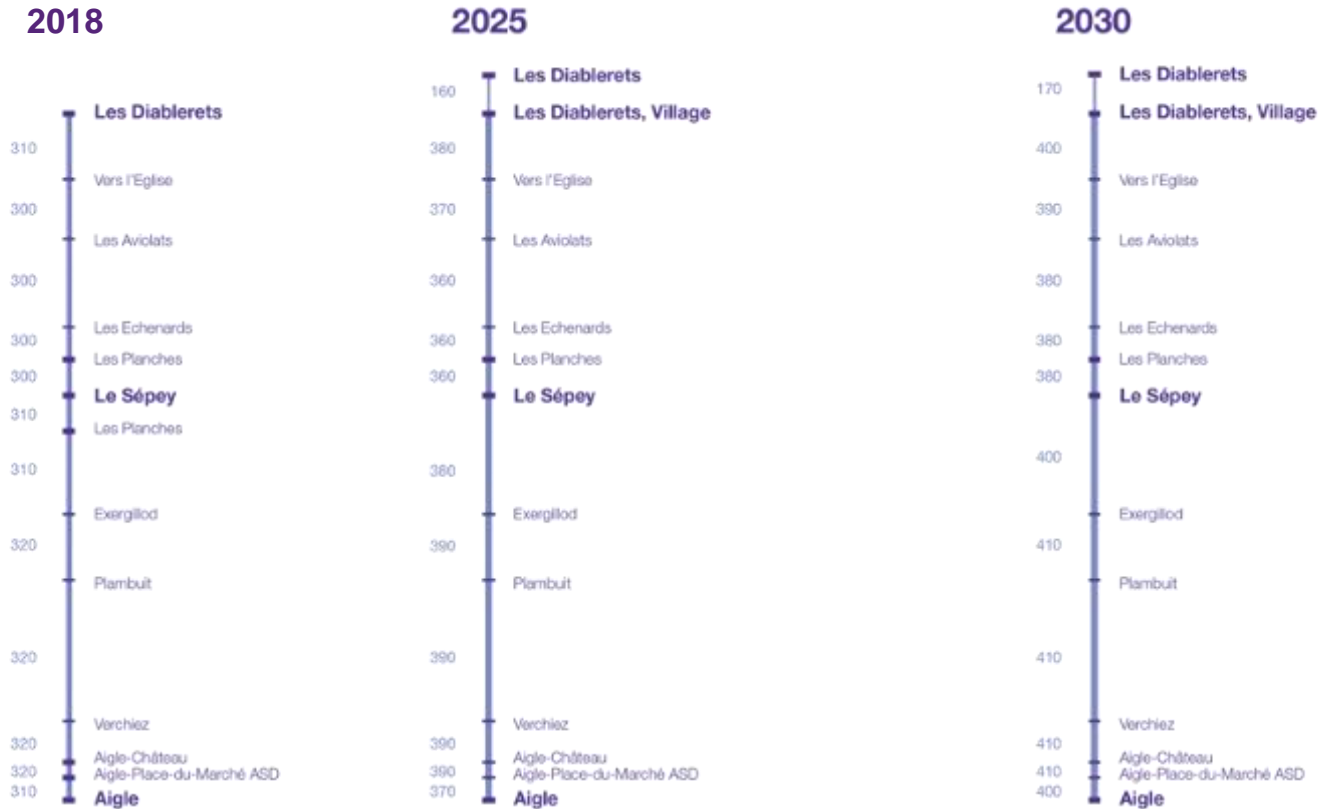 2018
Les Diablerets
310
Vers l'Eglise
300
Les Aviolats
300
Les Echenards
300
Les Planches
300
Le Sépey
310
Les Planches
310
Exergillod
320
Plambuit
320
Verchiez
320
Aigle-Château
320
Aigle-Place-du-Marché ASD
310
Aigle
2025
Les Diablerets
160
Les Diablerets, Village
380
Vers l'Eglise
370
Les Aviolats
360
Les Echenards
360
Les Planches
360
Le Sépey
380
Exergillod
390
Plambuit
390
Verchiez
390
Aigle-Château
390
Aigle-Place-du-Marché ASD
370
Aigle
2030
Les Diablerets
170
Les Diablerets, Village
400
Vers l'Eglise
390
Les Aviolats
380
Les Echenards
380
Les Planches
380
Le Sépey
400
Exergillod
410
Plambuit
410
Verchiez
410
Aigle-Château
410
Aigle-Place-du-Marché ASD
400
Aigle